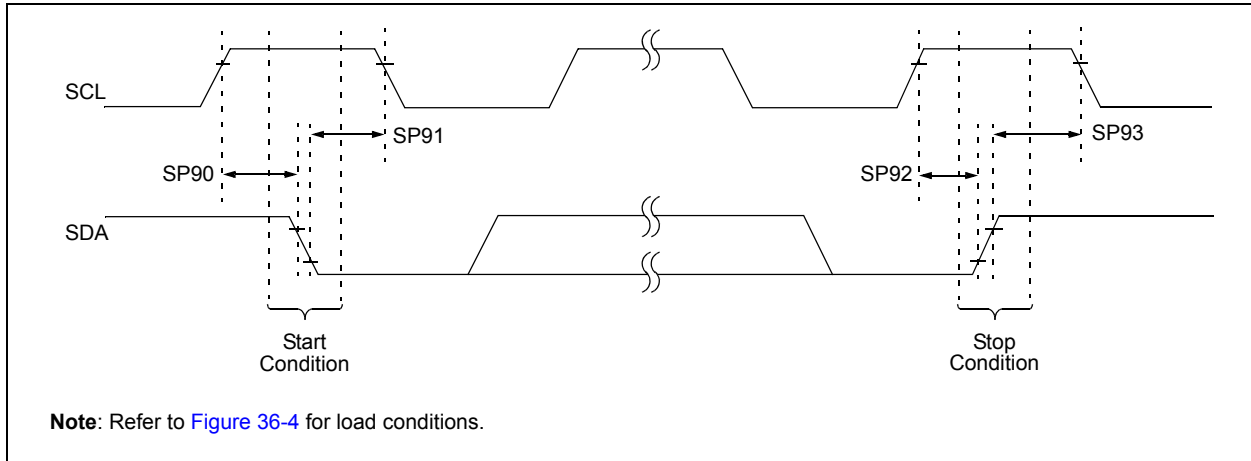 SCL
SP91
SP93
SP90
SP92
SDA
Start
Condition
Stop
Condition
Note: Refer to Figure 36-4 for load conditions.